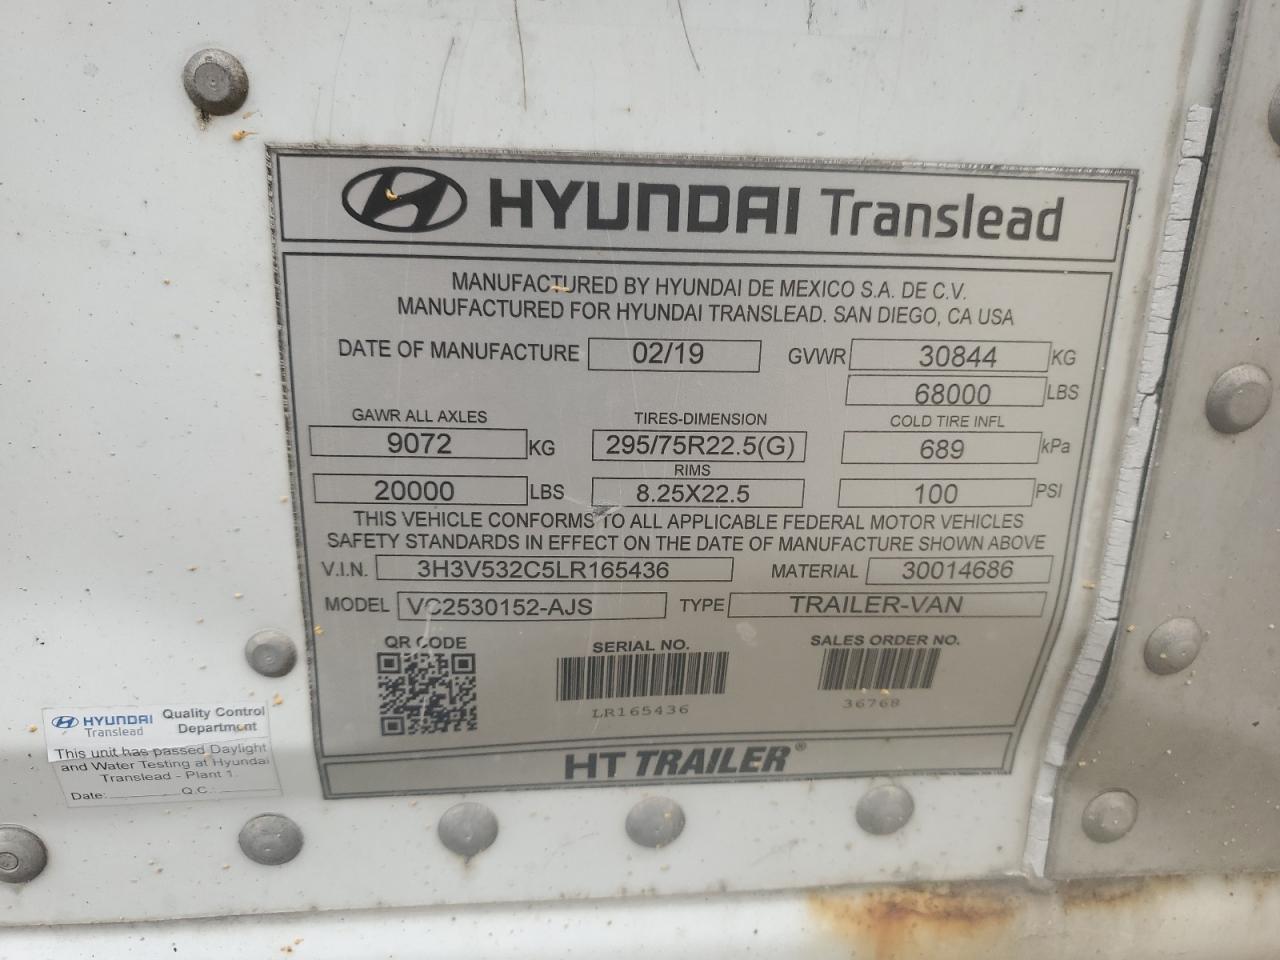 HYUNDAI Translead
MANUFACTURED BY HYUNDAI DE MEXICO S.A. DE C.V.
MANUFACTURED FOR HYUNDAI TRANSLEAD. SAN DIEGO, CA USA
DATE OF MANUFACTURE 02/19 GVWR 30844 KG
68000 LBS
GAWR ALL AXLES TIRES-DIMENSION COLD TIRE INFL
9072 KG 295/75R22.5(G) 689 kPa
RIMS
20000 LBS 8.25X22.5 100 PSI
THIS VEHICLE CONFORMS TO ALL APPLICABLE FEDERAL MOTOR VEHICLES
SAFETY STANDARDS IN EFFECT ON THE DATE OF MANUFACTURE SHOWN ABOVE
V.I.N. 3H3V532C5LR165436 MATERIAL 30014686
MODEL VC2530152-AJS TYPE TRAILER-VAN
QR CODE SERIAL NO. SALES ORDER NO.
LR165436 36768
HT TRAILER®
HYUNDAI Translead Quality Control Department
This unit has passed Daylight
and Water Testing at Hyundai
Translead - Plant 1.
Date: Q.C.: